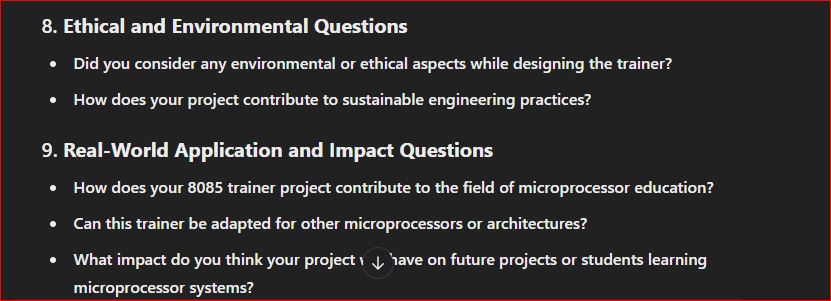 8. Ethical and Environmental Questions
• Did you consider any environmental or ethical aspects while designing the trainer?
• How does your project contribute to sustainable engineering practices?
9. Real-World Application and Impact Questions
• How does your 8085 trainer project contribute to the field of microprocessor education?
• Can this trainer be adapted for other microprocessors or architectures?
• What impact do you think your project have on future projects or students learning
microprocessor systems?